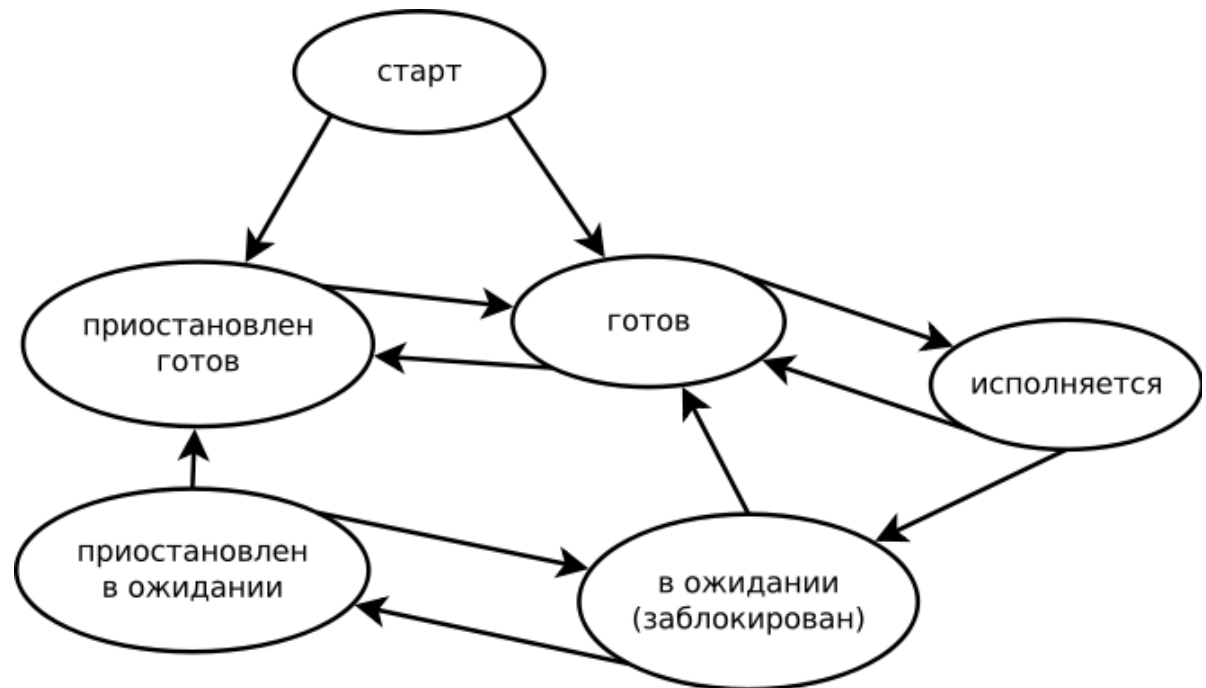 старт
приостановлен
готов
готов
исполняется
приостановлен
в ожидании
в ожидании
(заблокирован)